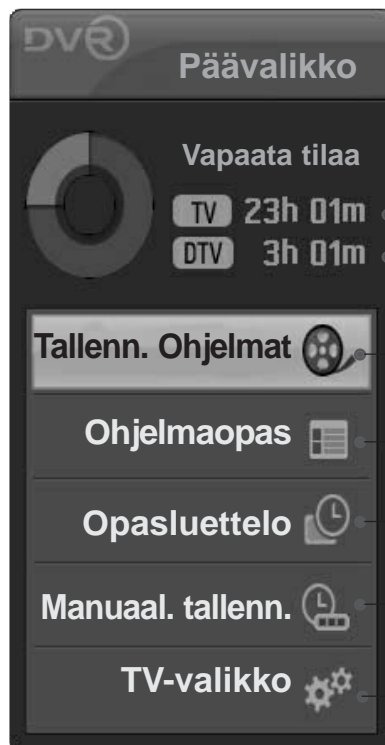 DVR
Päävalikko
Vapaata tilaa
TV 23h 01m
DTV 3h 01m
Tallenn. Ohjelmat
Ohjelmaopas
Opasluettelo
Manuaal. tallenn.
TV-valikko